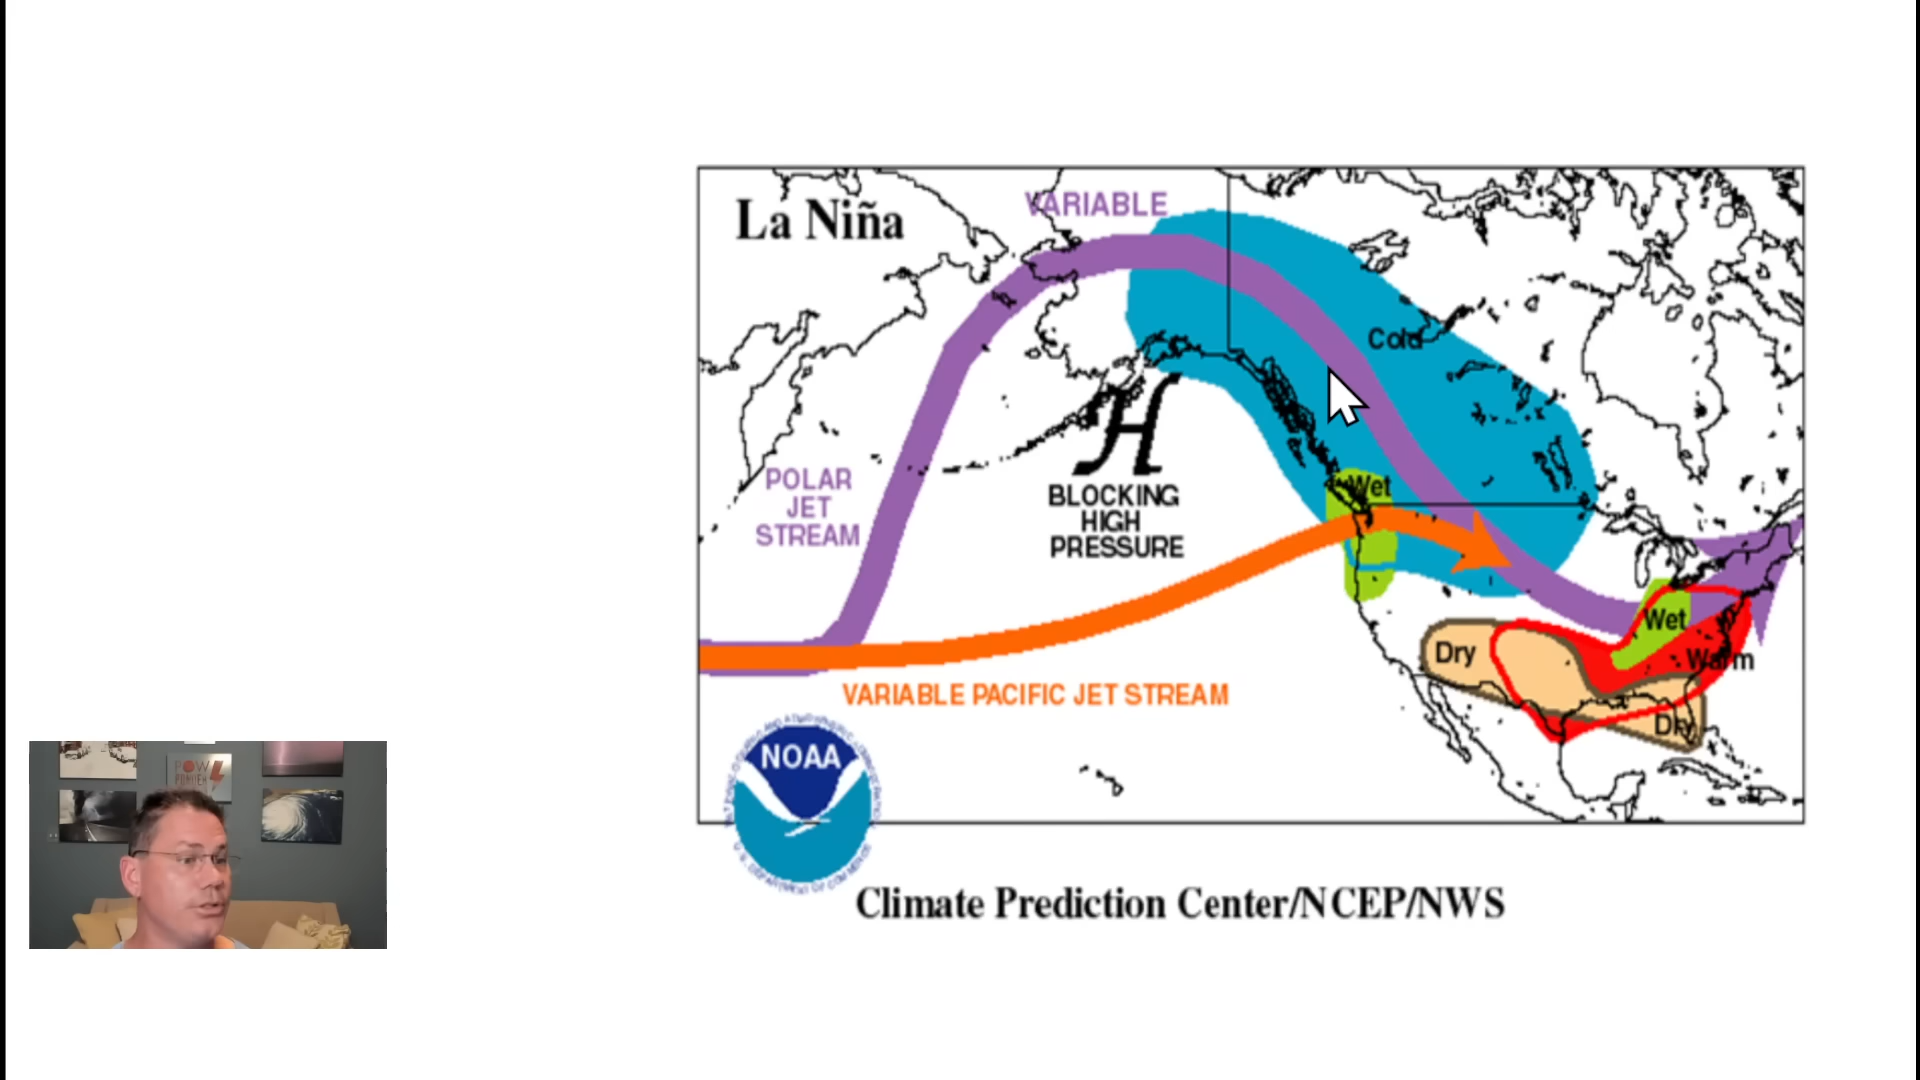 La Niña
VARIABLE
Cold
POLAR
JET
STREAM
BLOCKING
HIGH
PRESSURE
H
Wet
Wet
Dry
Warm
Dry
VARIABLE PACIFIC JET STREAM
NOAA
Climate Prediction Center/NCEP/NWS
POW